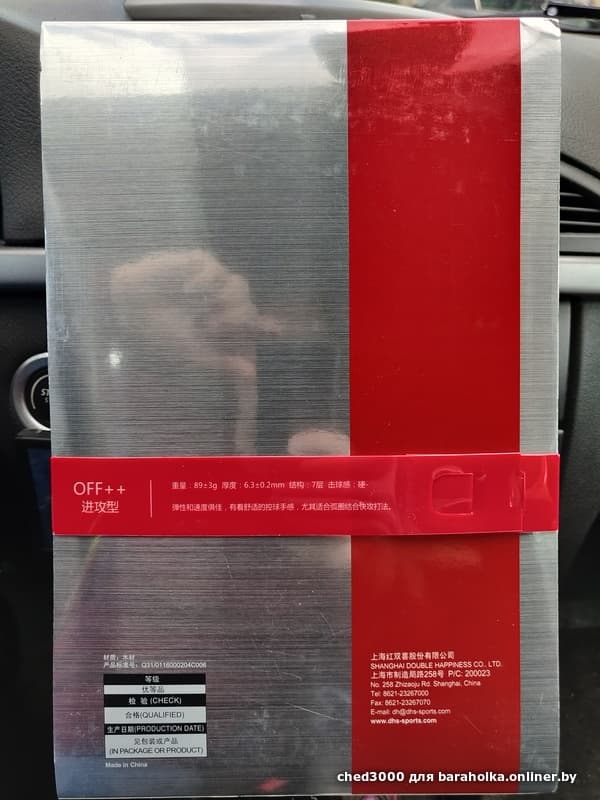 OFF++
进攻型
重量：89±3g 厚度：6.3±0.2mm 结构：7层 击球感：硬-
弹性和速度俱佳，有着舒适的控球手感，尤其适合弧圈结合快攻打法。
材质：木材
产品标准号：Q31/0116000204C006
等级
优等品
检 验 (CHECK)
合格(QUALIFIED)
生产日期(PRODUCTION DATE)
见包装或产品
(IN PACKAGE OR PRODUCT)
Made in China
上海红双喜股份有限公司
SHANGHAI DOUBLE HAPPINESS CO., LTD.
上海市制造局路258号 P/C: 200023
No. 258 Zhizaoju Rd. Shanghai, China
Tel: 8621-23267000
Fax: 8621-23267070
E-mail: dh@dhs-sports.com
www.dhs-sports.com
ched3000 для baraholka.onliner.by